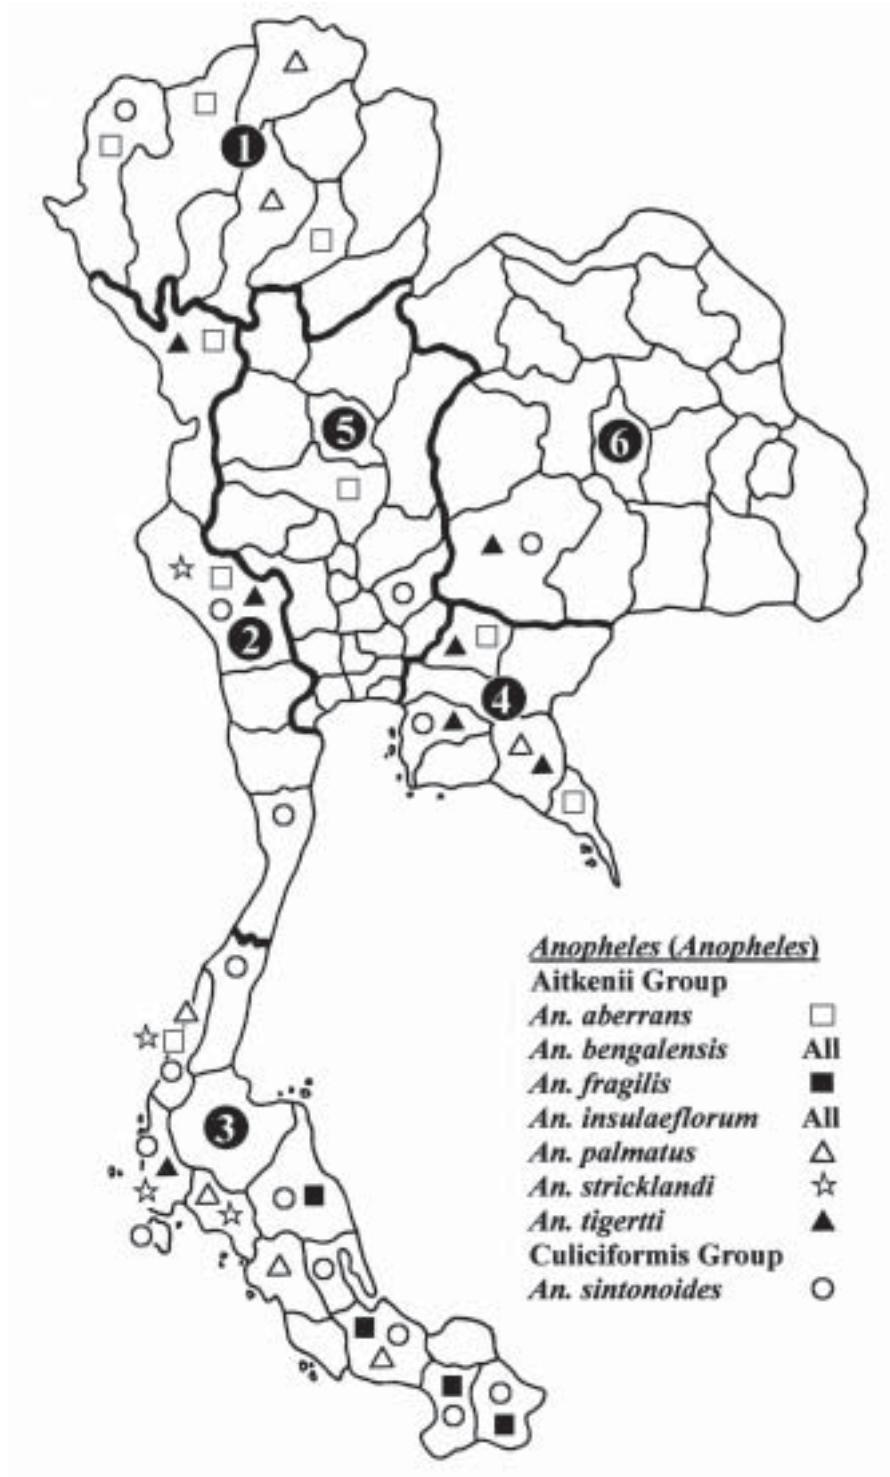 1
5
6
2
4
3
Anopheles (Anopheles)
Aitkenii Group
An. aberrans □
An. bengalensis All
An. fragilis ■
An. insulaeflorum All
An. palmatus △
An. stricklandi ☆
An. tigertti ▲
Culiciformis Group
An. sintonoides ○